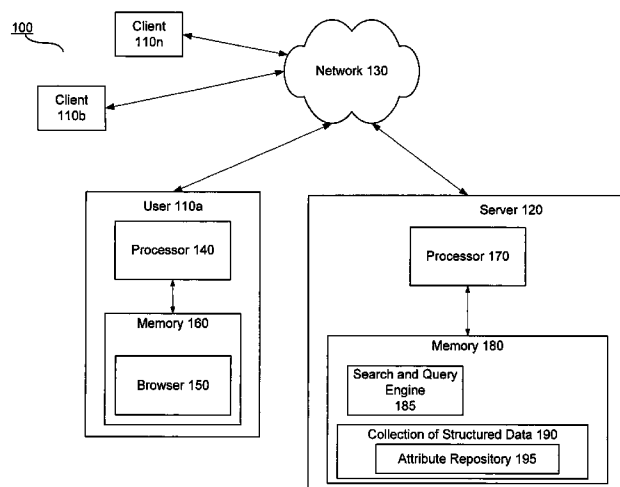 100
Client
110n
Network 130
Client
110b
User 110a
Processor 140
Memory 160
Browser 150
Server 120
Processor 170
Memory 180
Search and Query
Engine
185
Collection of Structured Data 190
Attribute Repository 195